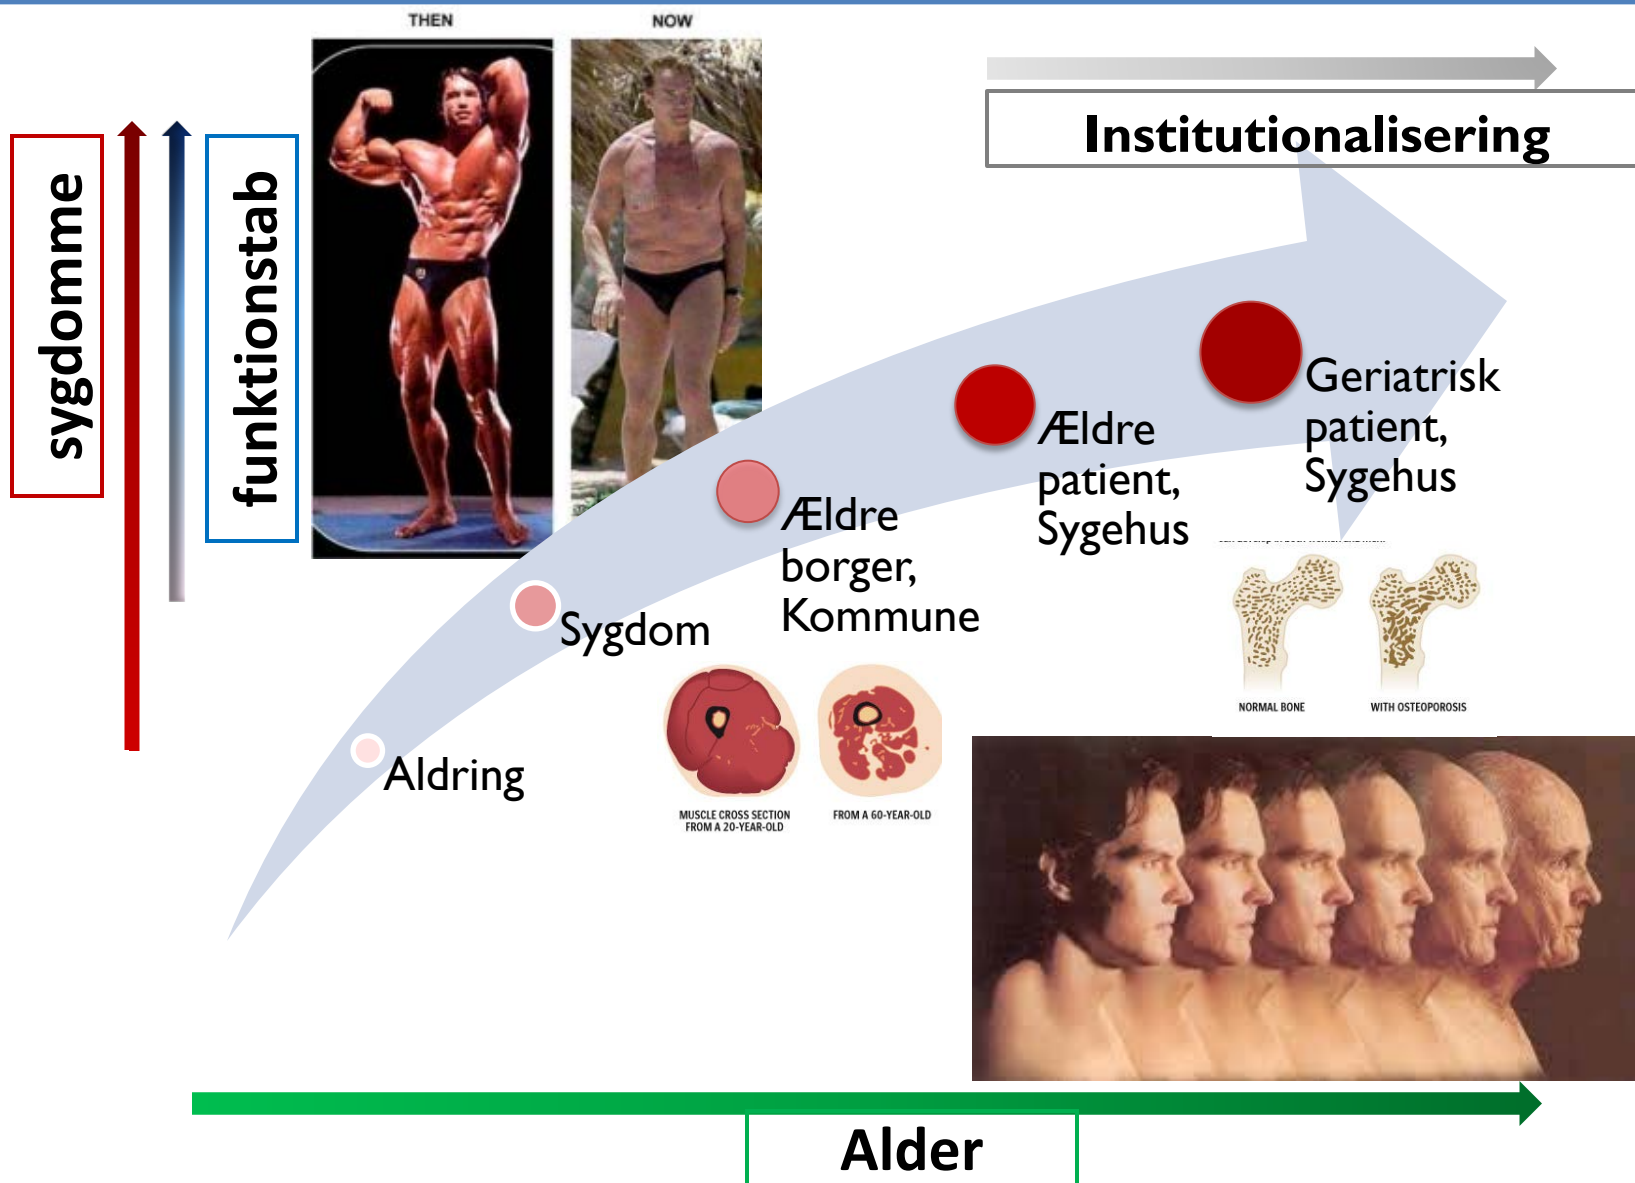 THEN
NOW
Institutionalisering
sygdomme
funktionstab
Geriatrisk
patient,
Sygehus
Ældre
patient,
Sygehus
Ældre
borger,
Kommune
Sygdom
Aldring
NORMAL BONE
WITH OSTEOPOROSIS
MUSCLE CROSS SECTION
FROM A 20-YEAR-OLD
FROM A 60-YEAR-OLD
Alder